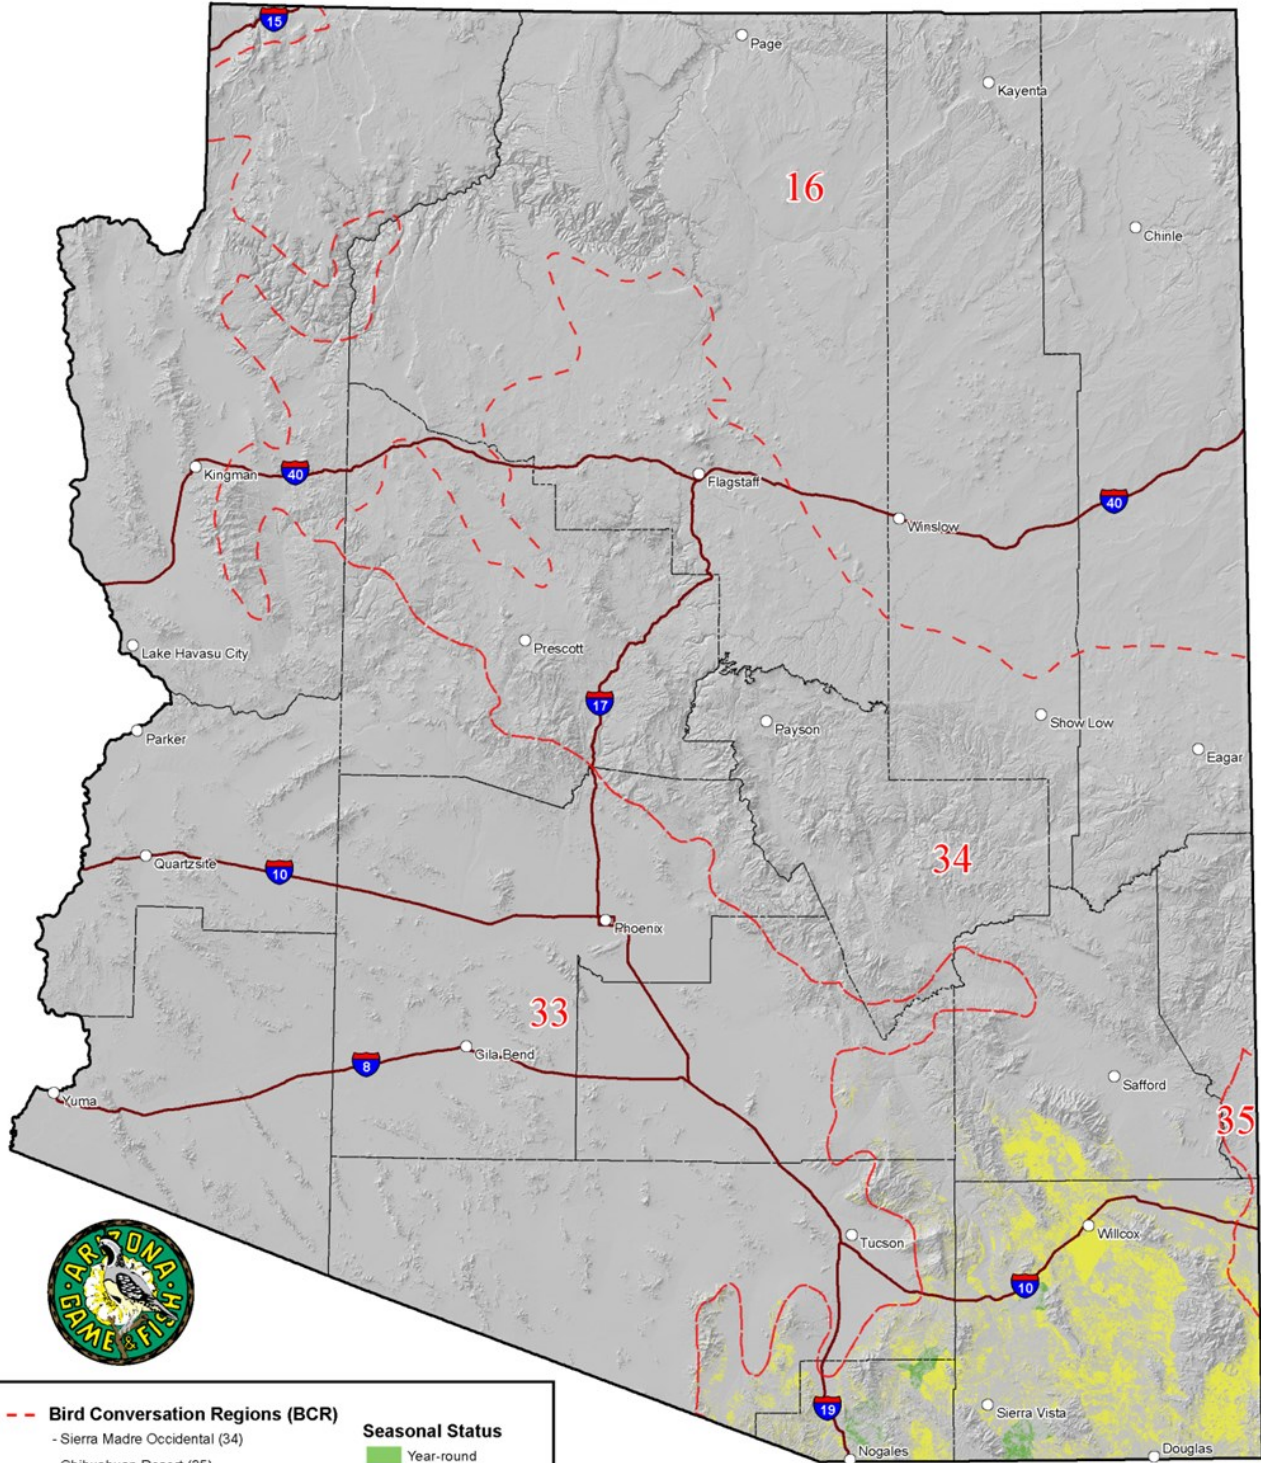 15
Page
Kayenta
16
Chinle
Kingman
40
Flagstaff
40
Winslow
Lake Havasu City
Prescott
17
Payson
Show Low
Parker
Eagar
Quartzsite
10
34
Phoenix
33
Gila Bend
8
Safford
Yuma
35
Willcox
Tucson
ARIZONA
GAME & FISH
10
19
Sierra Vista
Nogales
Douglas
Bird Conversation Regions (BCR)
- Sierra Madre Occidental (34)
Seasonal Status
Year-round